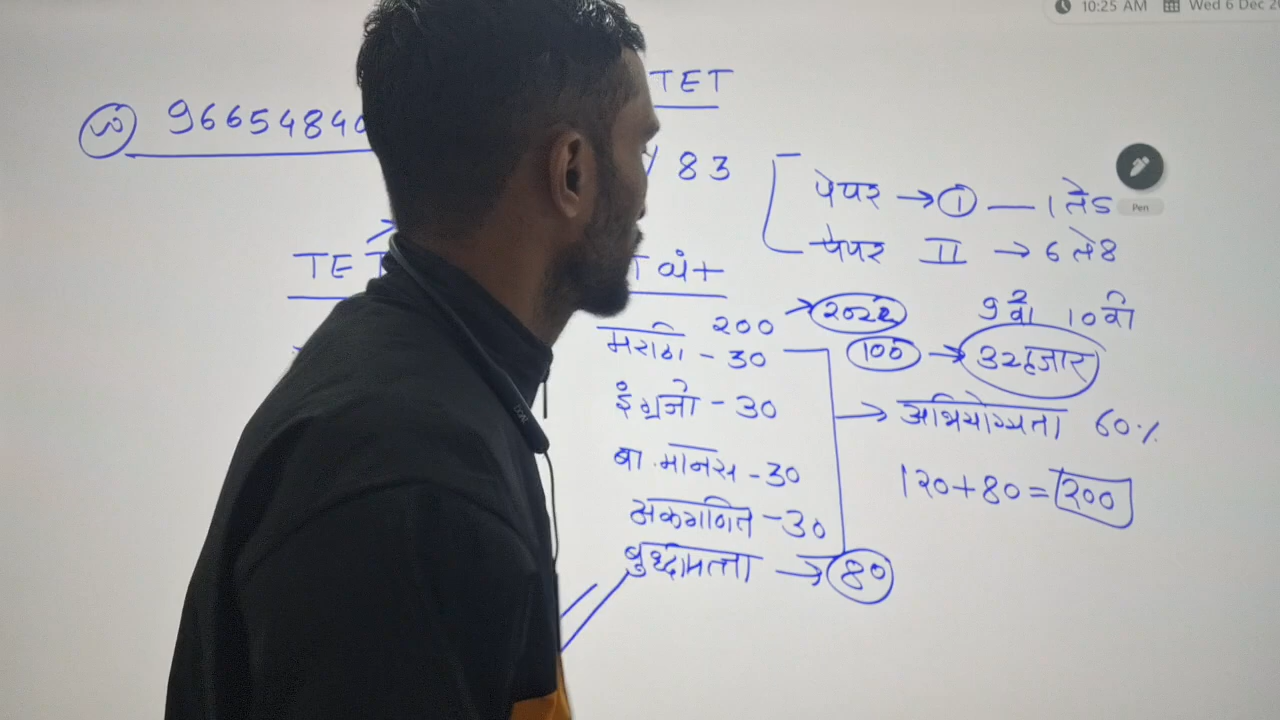 10:25 AM Wed 6 Dec
TET
96654840
83
पेपर → 1 — 1 ते 5
Pen
पेपर II → 6 ते 8
TET
200 → 2022
9 वी 10 वी
मराठी - 30
100 → 32 हजार
इंग्रजी - 30
→ अभियोग्यता 60%
बा. मानस - 30
120+80=200
अंकगणित - 30
बुध्दीमत्ता → 80